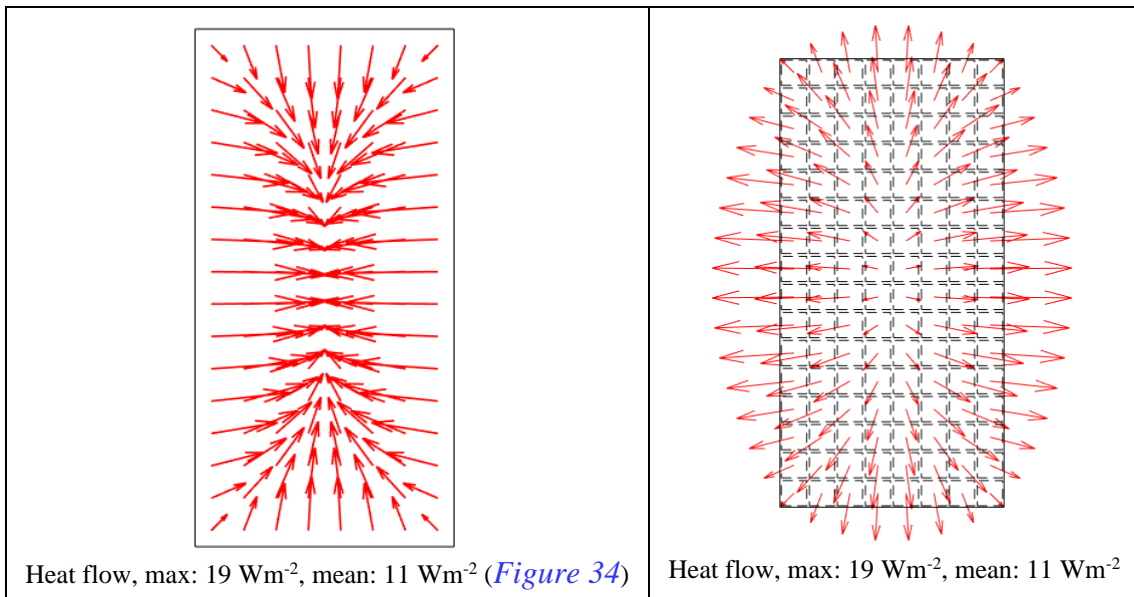 Heat flow, max: 19 Wm⁻², mean: 11 Wm⁻² (Figure 34)
Heat flow, max: 19 Wm⁻², mean: 11 Wm⁻²